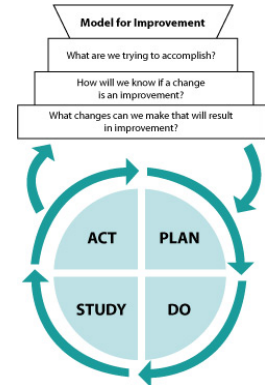 Model for Improvement
What are we trying to accomplish?
How will we know if a change
is an improvement?
What changes can we make that will result
in improvement?
ACT
PLAN
STUDY
DO